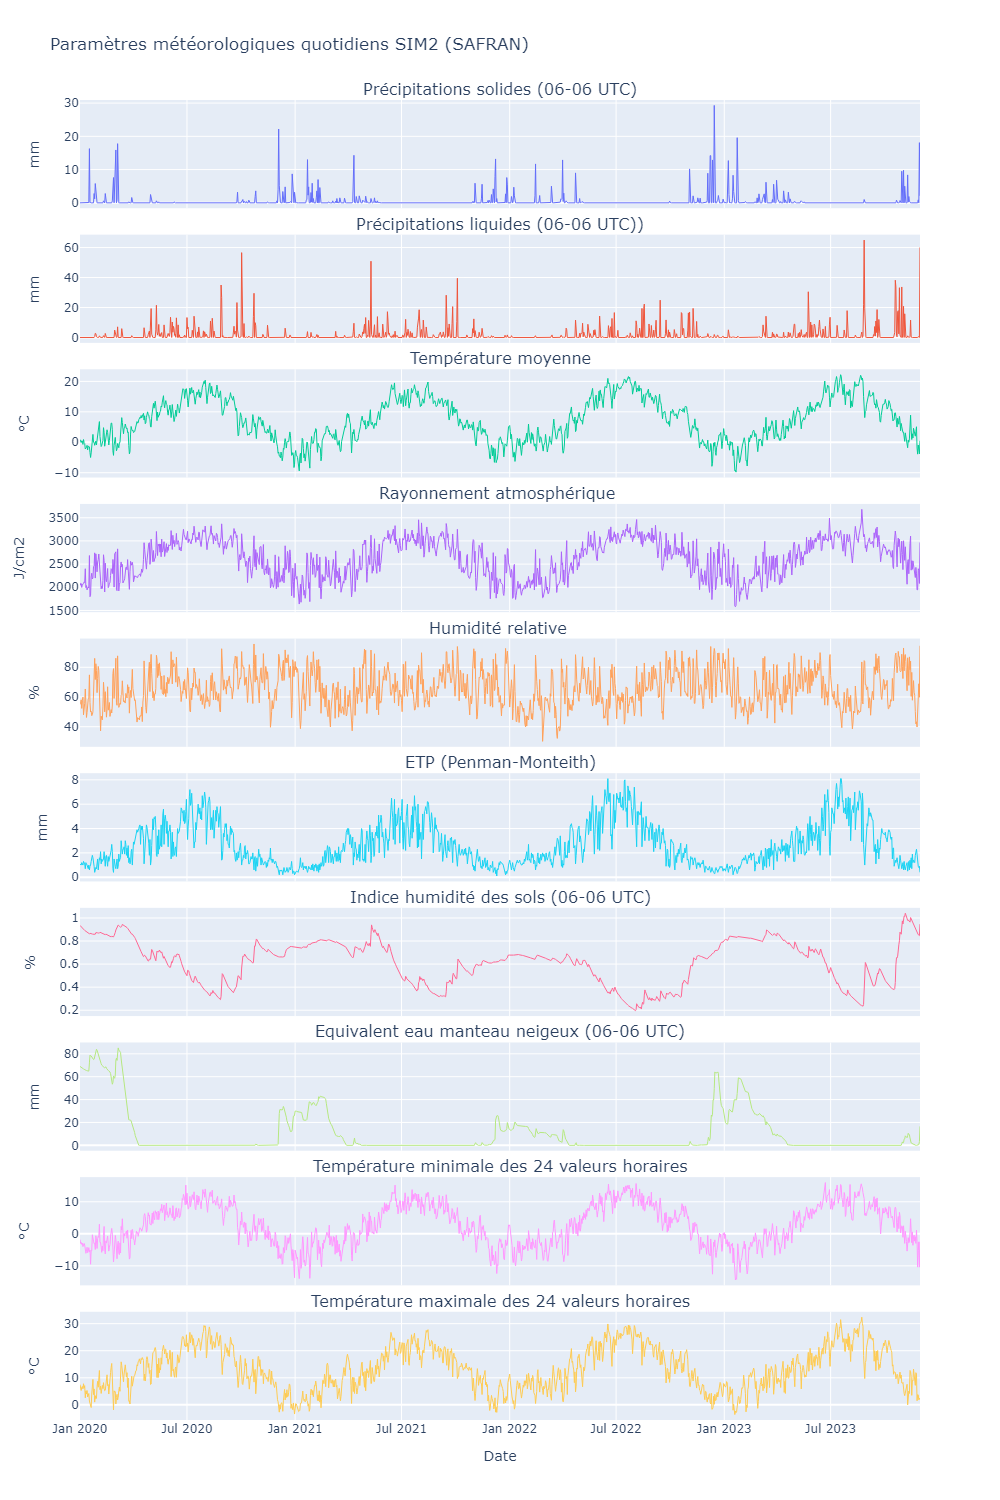 Paramètres météorologiques quotidiens SIM2 (SAFRAN)
Précipitations solides (06-06 UTC)
30
20
10
0
mm
Précipitations liquides (06-06 UTC))
60
40
20
0
mm
Température moyenne
20
10
0
−10
°C
Rayonnement atmosphérique
3500
3000
2500
2000
1500
J/cm2
Humidité relative
80
60
40
%
ETP (Penman-Monteith)
8
6
4
2
0
mm
Indice humidité des sols (06-06 UTC)
1
0.8
0.6
0.4
0.2
%
Equivalent eau manteau neigeux (06-06 UTC)
80
60
40
20
0
mm
Température minimale des 24 valeurs horaires
10
0
−10
°C
Température maximale des 24 valeurs horaires
30
20
10
0
°C
Jan 2020 Jul 2020 Jan 2021 Jul 2021 Jan 2022 Jul 2022 Jan 2023 Jul 2023
Date